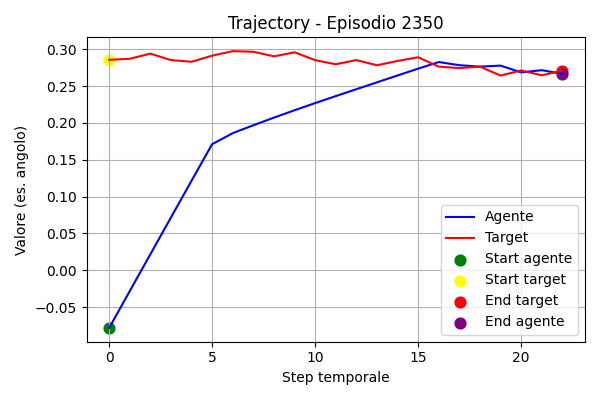 Trajectory - Episodio 2350
Valore (es. angolo)
0.30
0.25
0.20
0.15
0.10
0.05
0.00
−0.05
0 5 10 15 20
Step temporale
Agente
Target
Start agente
Start target
End target
End agente